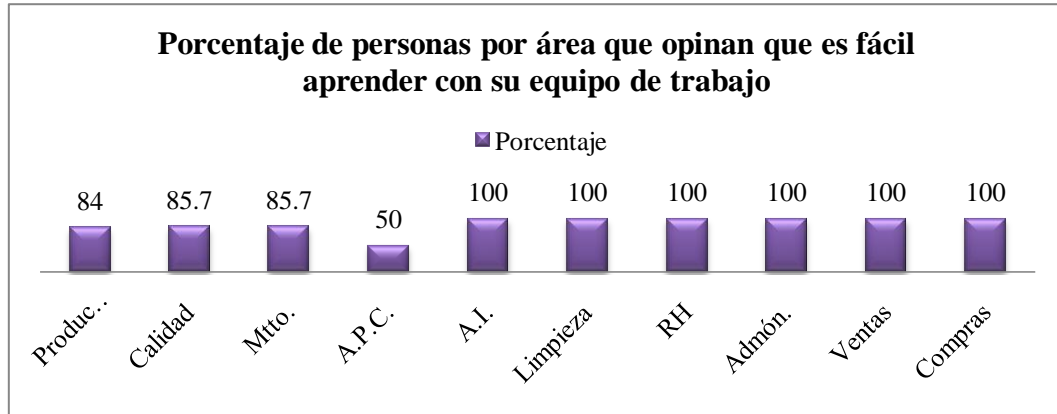 Porcentaje de personas por área que opinan que es fácil
aprender con su equipo de trabajo
Porcentaje
84
85.7
85.7
50
100
100
100
100
100
100
Produc…
Calidad
Mtto.
A.P.C.
A.I.
Limpieza
RH
Admón.
Ventas
Compras